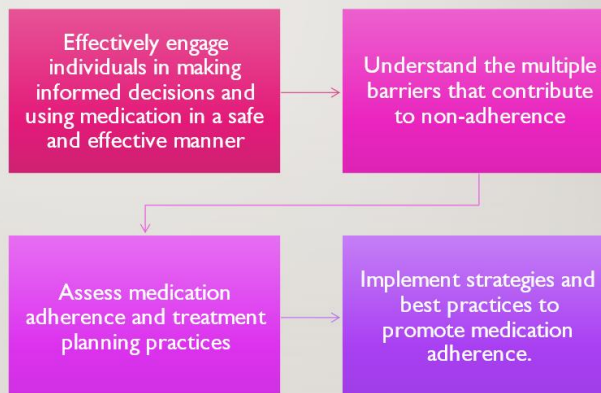 Effectively engage
individuals in making
informed decisions and
using medication in a safe
and effective manner
Understand the multiple
barriers that contribute
to non-adherence
Assess medication
adherence and treatment
planning practices
Implement strategies and
best practices to
promote medication
adherence.